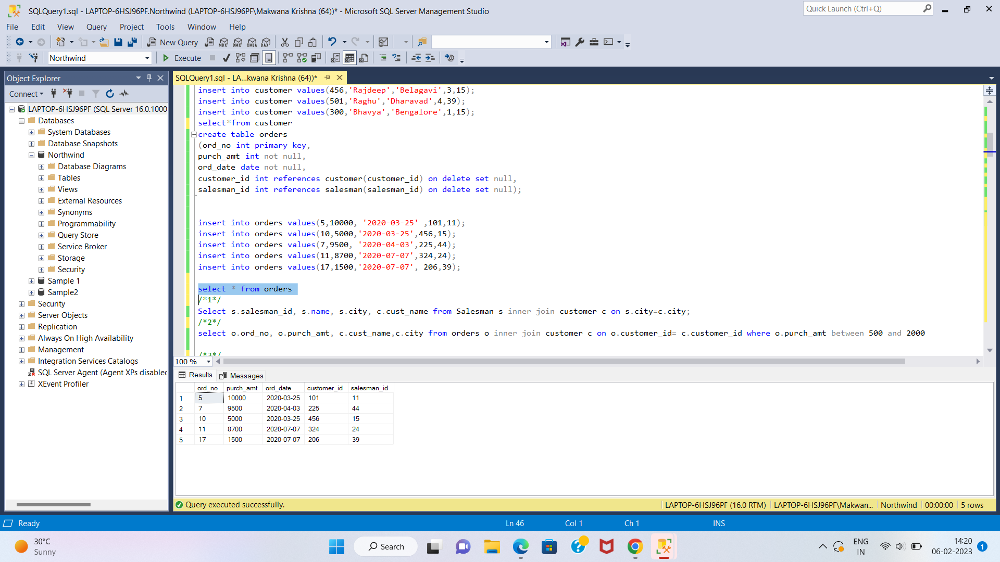 SQLQuery1.sql - LAPTOP-6HSJ96PF.Northwind (LAPTOP-6HSJ96PF\Makwana Krishna (64))* - Microsoft SQL Server Management Studio
Quick Launch (Ctrl+Q)
File Edit View Query Project Tools Window Help
New Query MDX DMX XMLA DAX
Northwind Execute
Object Explorer
Connect
LAPTOP-6HSJ96PF (SQL Server 16.0.1000
Databases
System Databases
Database Snapshots
Northwind
Database Diagrams
Tables
Views
External Resources
Synonyms
Programmability
Query Store
Service Broker
Storage
Security
Sample 1
Sample2
Security
Server Objects
Replication
Always On High Availability
Management
Integration Services Catalogs
SQL Server Agent (Agent XPs disabled
XEvent Profiler
SQLQuery1.sql - LA...kwana Krishna (64))*
insert into customer values(456,'Rajdeep','Belagavi',3,15);
insert into customer values(501,'Raghu','Dharavad',4,39);
insert into customer values(300,'Bhavya','Bengalore',1,15);
select*from customer
create table orders
(ord_no int primary key,
purch_amt int not null,
ord_date date not null,
customer_id int references customer(customer_id) on delete set null,
salesman_id int references salesman(salesman_id) on delete set null);
insert into orders values(5,10000, '2020-03-25' ,101,11);
insert into orders values(10,5000,'2020-03-25',456,15);
insert into orders values(7,9500, '2020-04-03',225,44);
insert into orders values(11,8700,'2020-07-07',324,24);
insert into orders values(17,1500,'2020-07-07', 206,39);
select * from orders
/*1*/
Select s.salesman_id, s.name, s.city, c.cust_name from Salesman s inner join customer c on s.city=c.city;
/*2*/
select o.ord_no, o.purch_amt, c.cust_name,c.city from orders o inner join customer c on o.customer_id= c.customer_id where o.purch_amt between 500 and 2000
/*3*/
100 %
Results Messages
ord_no purch_amt ord_date customer_id salesman_id
1 5 10000 2020-03-25 101 11
2 7 9500 2020-04-03 225 44
3 10 5000 2020-03-25 456 15
4 11 8700 2020-07-07 324 24
5 17 1500 2020-07-07 206 39
Query executed successfully. LAPTOP-6HSJ96PF (16.0 RTM) LAPTOP-6HSJ96PF\Makwan... Northwind 00:00:00 5 rows
Ready Ln 46 Col 1 Ch 1 INS
30°C
Sunny
Search
ENG
IN
14:20
06-02-2023
1